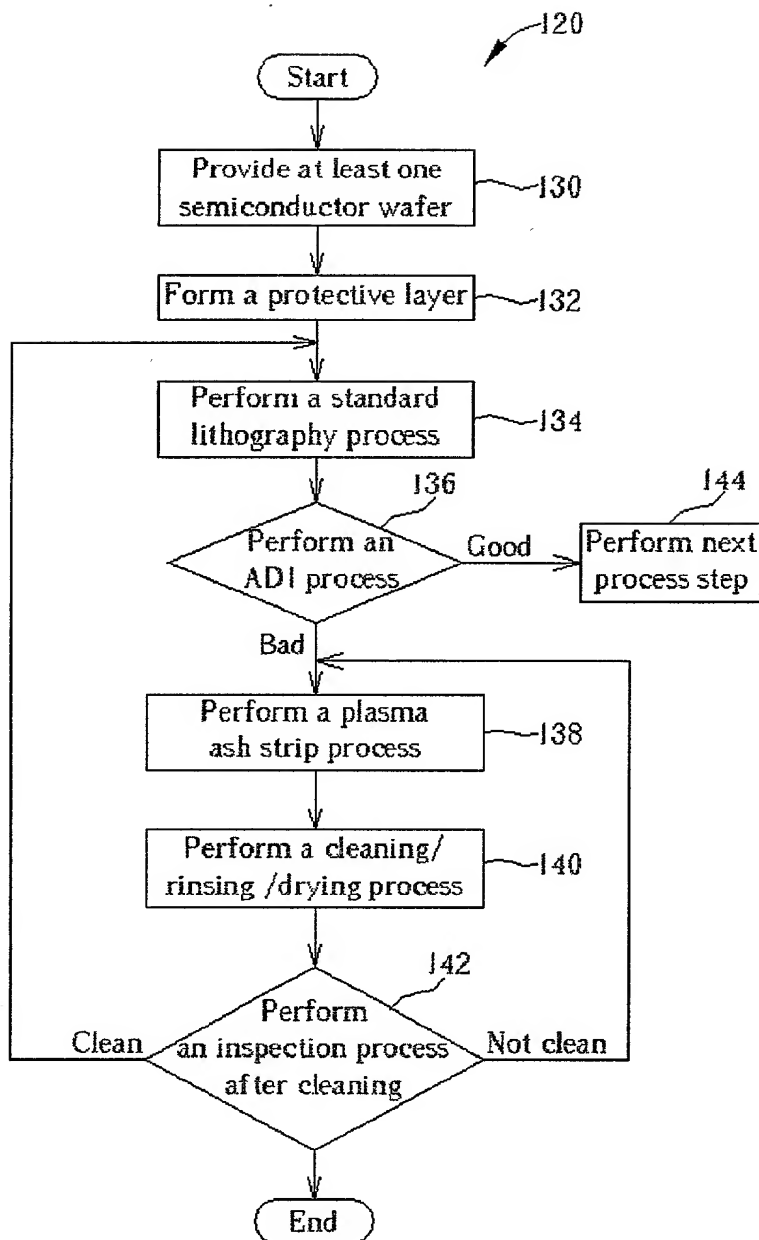 120
Start
Provide at least one
semiconductor wafer
130
Form a protective layer
132
Perform a standard
lithography process
134
136
Perform an
ADI process
Good
144
Perform next
process step
Bad
Perform a plasma
ash strip process
138
Perform a cleaning/
rinsing /drying process
140
142
Perform
an inspection process
after cleaning
Clean
Not clean
End